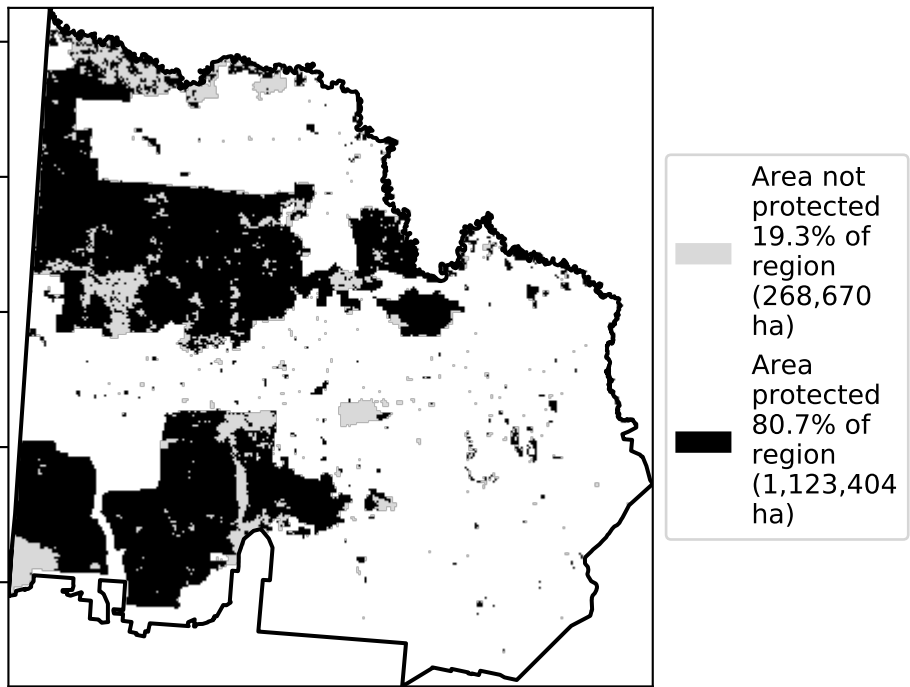 Area not
protected
19.3% of
region
(268,670
ha)
Area
protected
80.7% of
region
(1,123,404
ha)